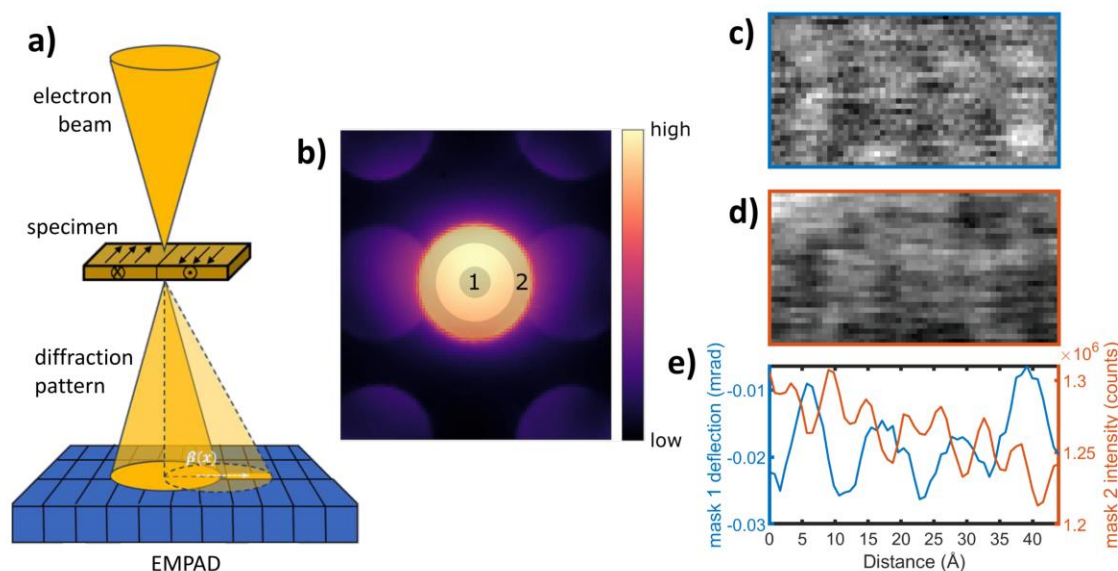 a)
electron
beam
specimen
diffraction
pattern
β(x)
EMPAD
b)
high
1
2
low
c)
d)
e)
×10⁶
mask 1 deflection (mrad)
-0.01
-0.02
-0.03
mask 2 intensity (counts)
1.3
1.25
1.2
0 5 10 15 20 25 30 35 40
Distance (Å)